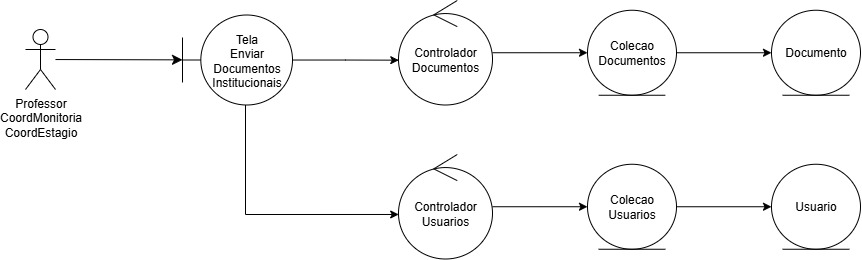 Professor
CoordMonitoria
CoordEstagio
Tela
Enviar
Documentos
Institucionais
Controlador
Documentos
Colecao
Documentos
Documento
Controlador
Usuarios
Colecao
Usuarios
Usuario